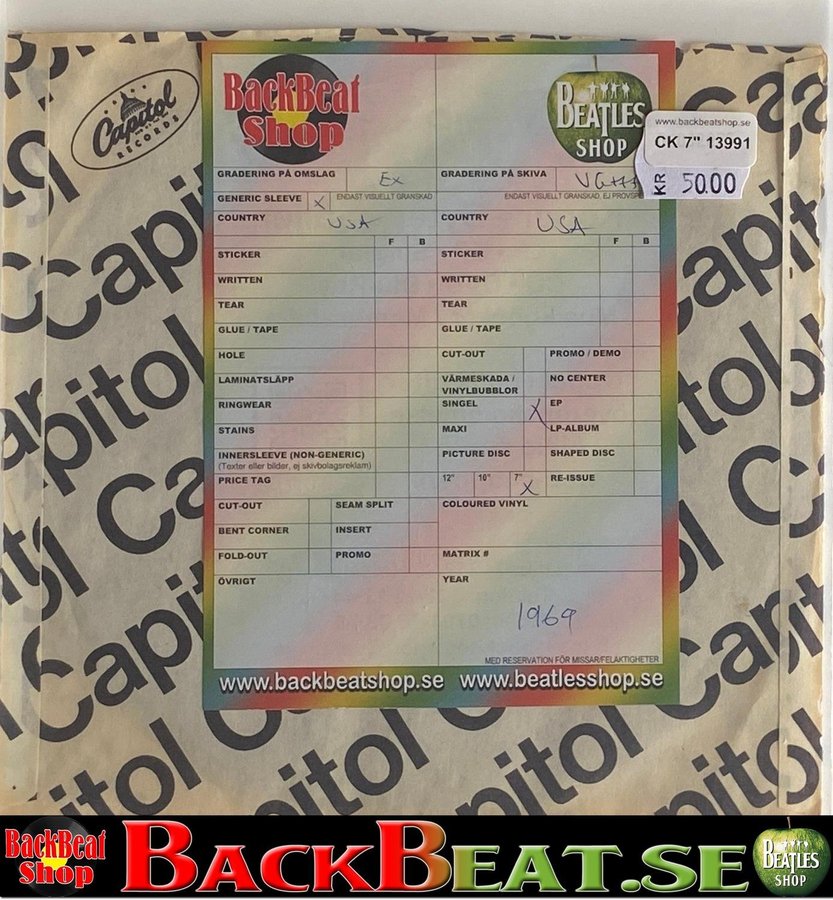 Capitol
RECORDS
BackBeat
Shop
BEATLES
SHOP
www.backbeatshop.se
CK 7" 13991
KR 50.00
GRADERING PÅ OMSLAG Ex
GRADERING PÅ SKIVA VG+++
GENERIC SLEEVE X ENDAST VISUELLT GRANSKAD
ENDAST VISUELLT GRANSKAD, EJ PROVSP
COUNTRY USA
COUNTRY USA
F B
F B
STICKER
STICKER
WRITTEN
WRITTEN
TEAR
TEAR
GLUE / TAPE
GLUE / TAPE
HOLE
CUT-OUT PROMO / DEMO
LAMINATSLÄPP
VÄRMESKADA / NO CENTER
VINYLBUBBLOR
RINGWEAR
SINGEL X EP
STAINS
MAXI LP-ALBUM
INNERSLEEVE (NON-GENERIC)
(Texter eller bilder, ej skivbolagsreklam)
PICTURE DISC SHAPED DISC
PRICE TAG
12" 10" 7" X RE-ISSUE
CUT-OUT SEAM SPLIT
COLOURED VINYL
BENT CORNER INSERT
FOLD-OUT PROMO
MATRIX #
ÖVRIGT
YEAR
1969
MED RESERVATION FÖR MISSAR/FELAKTIGHETER
www.backbeatshop.se www.beatlesshop.se
Capitol
Capitol
Capitol
Capitol
Capitol
BackBeat
Shop
BACKBEAT.SE
BEATLES
SHOP